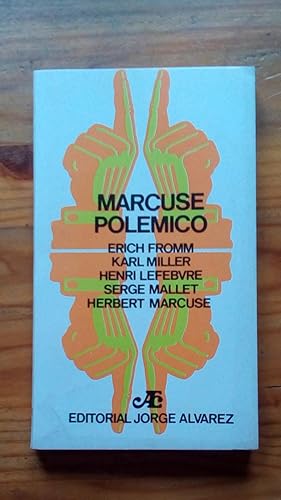 MARCUSE
POLEMICO
ERICH FROMM
KARL MILLER
HENRI LEFEBVRE
SERGE MALLET
HERBERT MARCUSE
EDITORIAL JORGE ALVAREZ